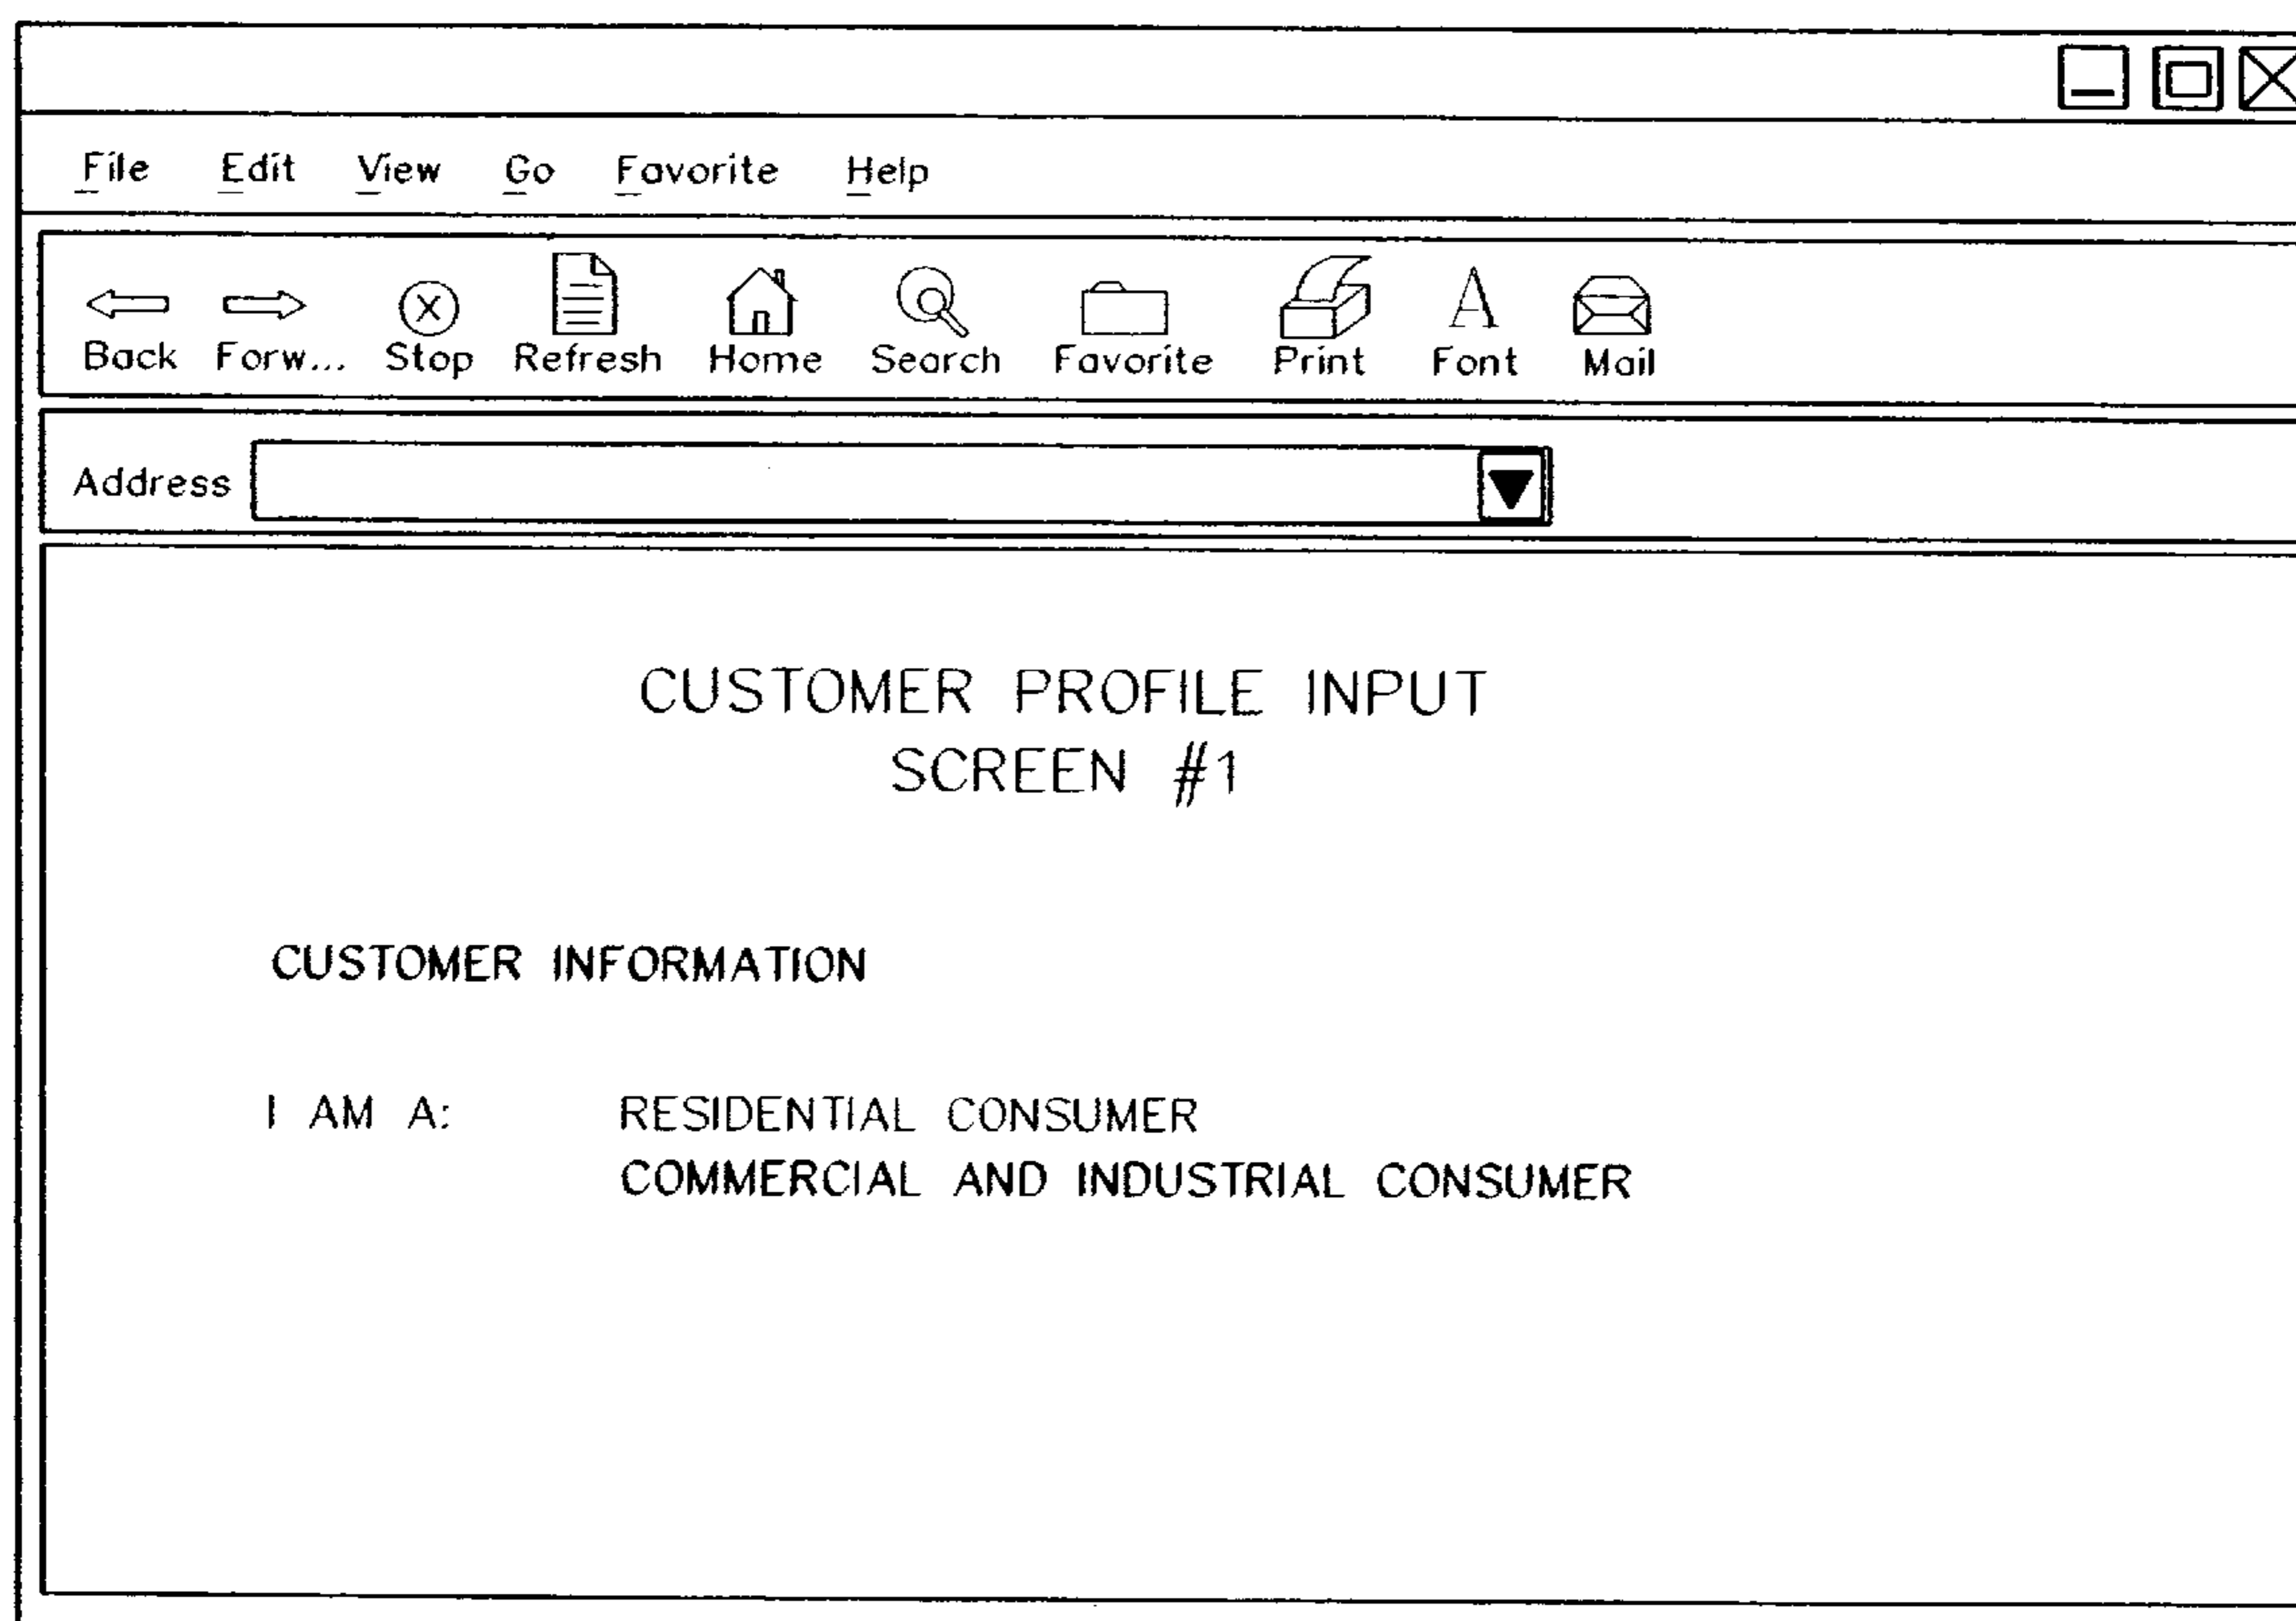 File Edit View Go Favorite Help
Back Forw... Stop Refresh Home Search Favorite Print Font Mail
Address
CUSTOMER PROFILE INPUT
SCREEN #1
CUSTOMER INFORMATION
I AM A: RESIDENTIAL CONSUMER
COMMERCIAL AND INDUSTRIAL CONSUMER